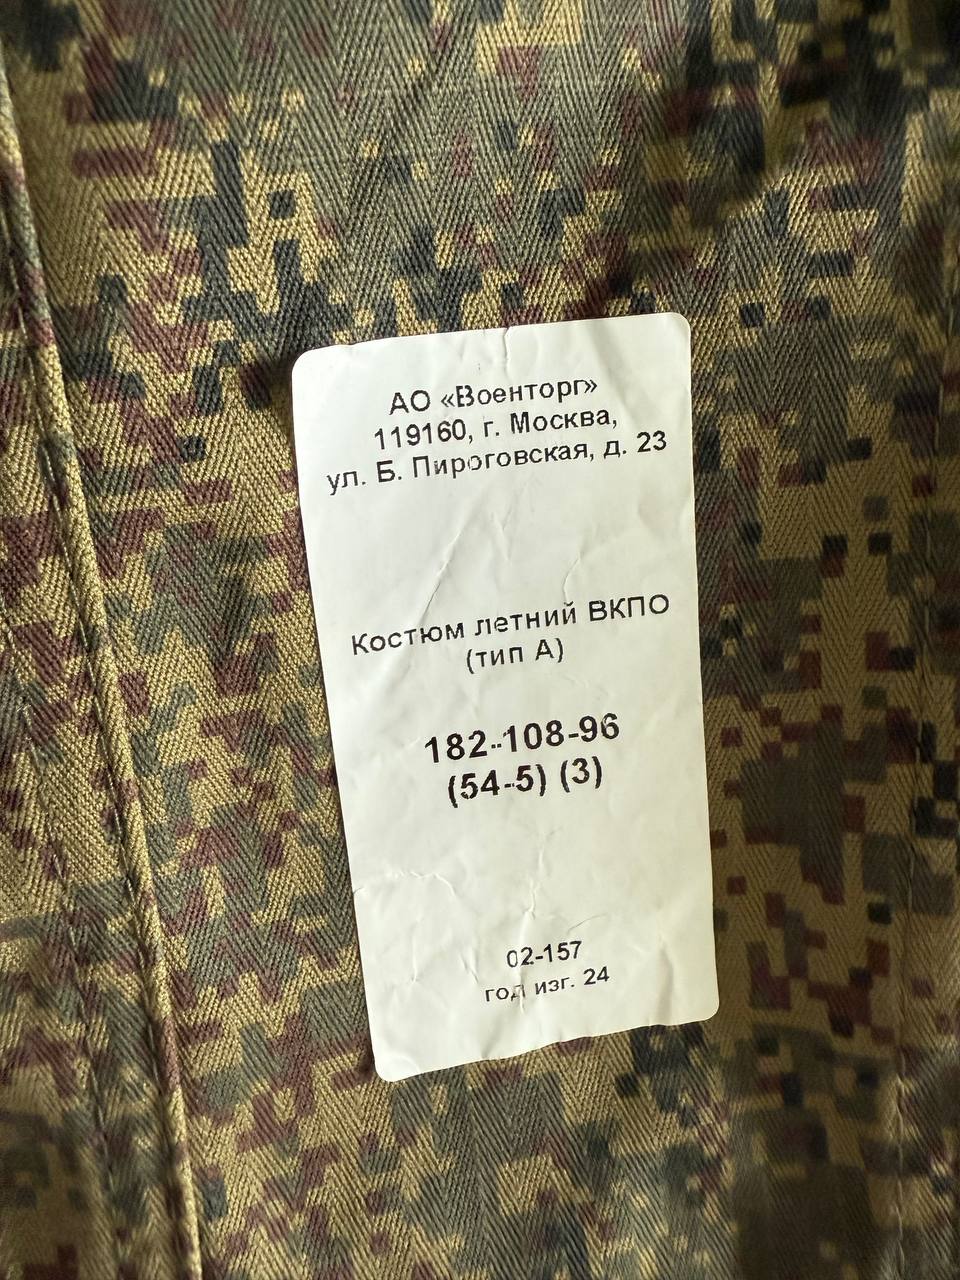 АО «Военторг»
119160, г. Москва,
ул. Б. Пироговская, д. 23
Костюм летний ВКПО
(тип А)
182-108-96
(54-5) (3)
02-157
год изг. 24